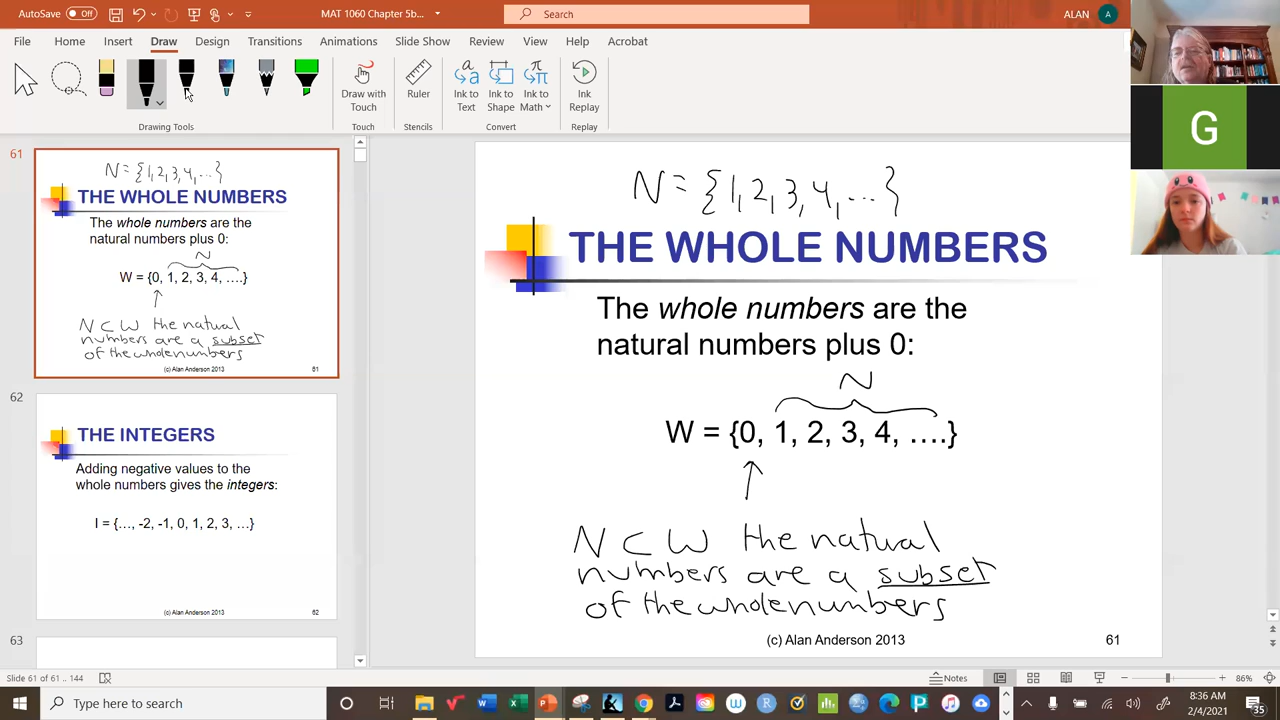 AutoSave Off
MAT 1060 Chapter 5b...
Search
ALAN
A
File Home Insert Draw Design Transitions Animations Slide Show Review View Help Acrobat
Draw with Touch
Ruler
Ink to Text
Ink to Shape
Ink to Math
Ink Replay
Drawing Tools
Touch
Stencils
Convert
Replay
G
61
N = {1,2,3,4,...}
THE WHOLE NUMBERS
The whole numbers are the
natural numbers plus 0:
N
W = {0, 1, 2, 3, 4, ....}
N ⊂ W the natural
numbers are a subset
of the whole numbers
(c) Alan Anderson 2013
61
62
THE INTEGERS
Adding negative values to the
whole numbers gives the integers:
I = {…, -2, -1, 0, 1, 2, 3, …}
(c) Alan Anderson 2013
62
63
N = {1,2,3,4,...}
THE WHOLE NUMBERS
The whole numbers are the
natural numbers plus 0:
N
W = {0, 1, 2, 3, 4, ….}
N ⊂ W the natural
numbers are a subset
of the whole numbers
(c) Alan Anderson 2013
61
Slide 61 of 61 .. 144
Notes
86%
Type here to search
8:36 AM
2/4/2021
35